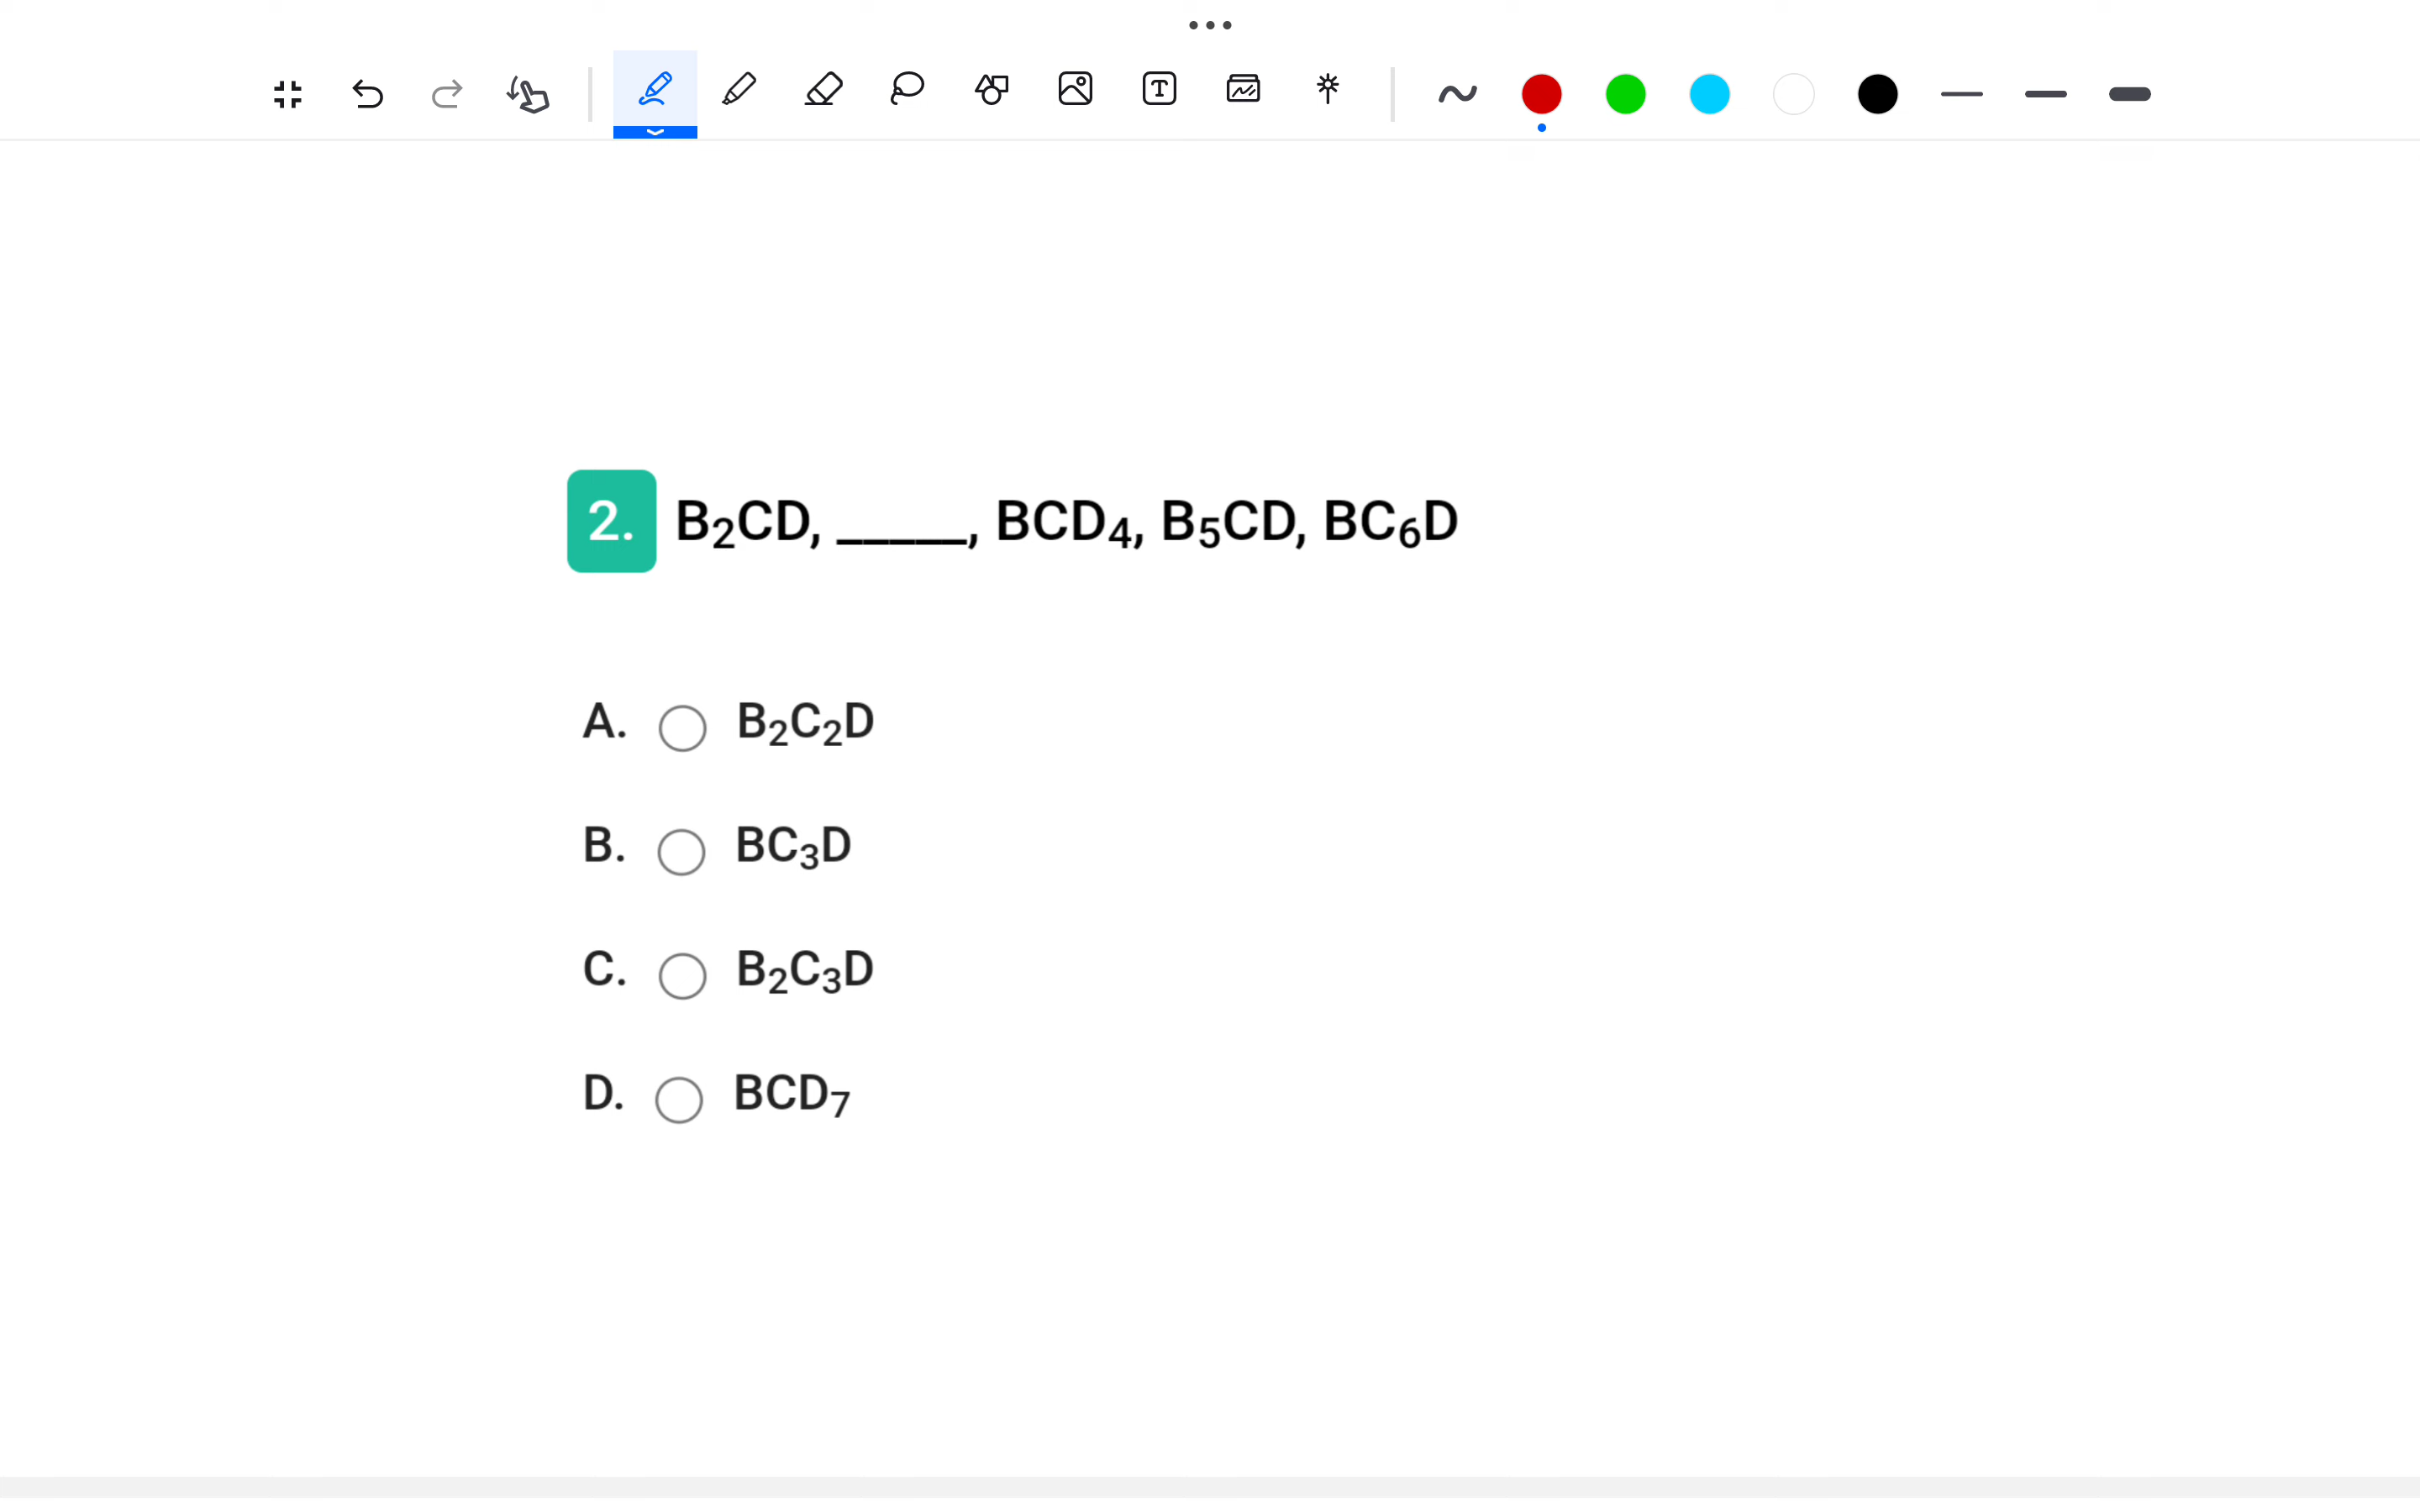 2. B₂CD, _____, BCD₄, B₅CD, BC₆D
A. B₂C₂D
B. BC₃D
C. B₂C₃D
D. BCD₇